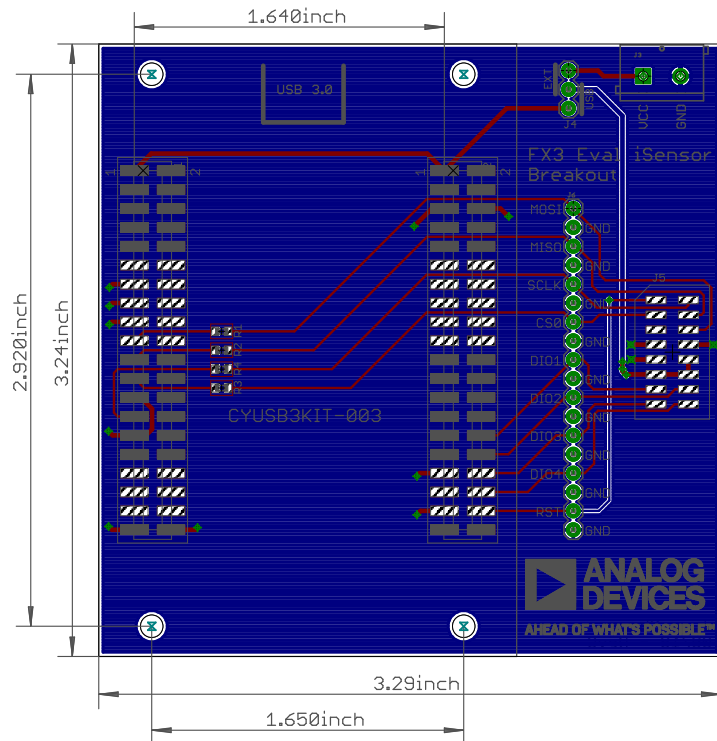 1.640inch
USB 3.0
EXT
USB
J4
J3
VCC
GND
FX3 Eval iSensor
Breakout
1
2
1
2
J6
MOSI
GND
MISO
GND
SCLK
GND
CS0
GND
DIO1
GND
DIO2
GND
DIO3
GND
DIO4
GND
RST
GND
J5
R1
R2
R4
R3
CYUSB3KIT-003
2.920inch
3.24inch
ANALOG
DEVICES
AHEAD OF WHAT'S POSSIBLE™
3.29inch
1.650inch